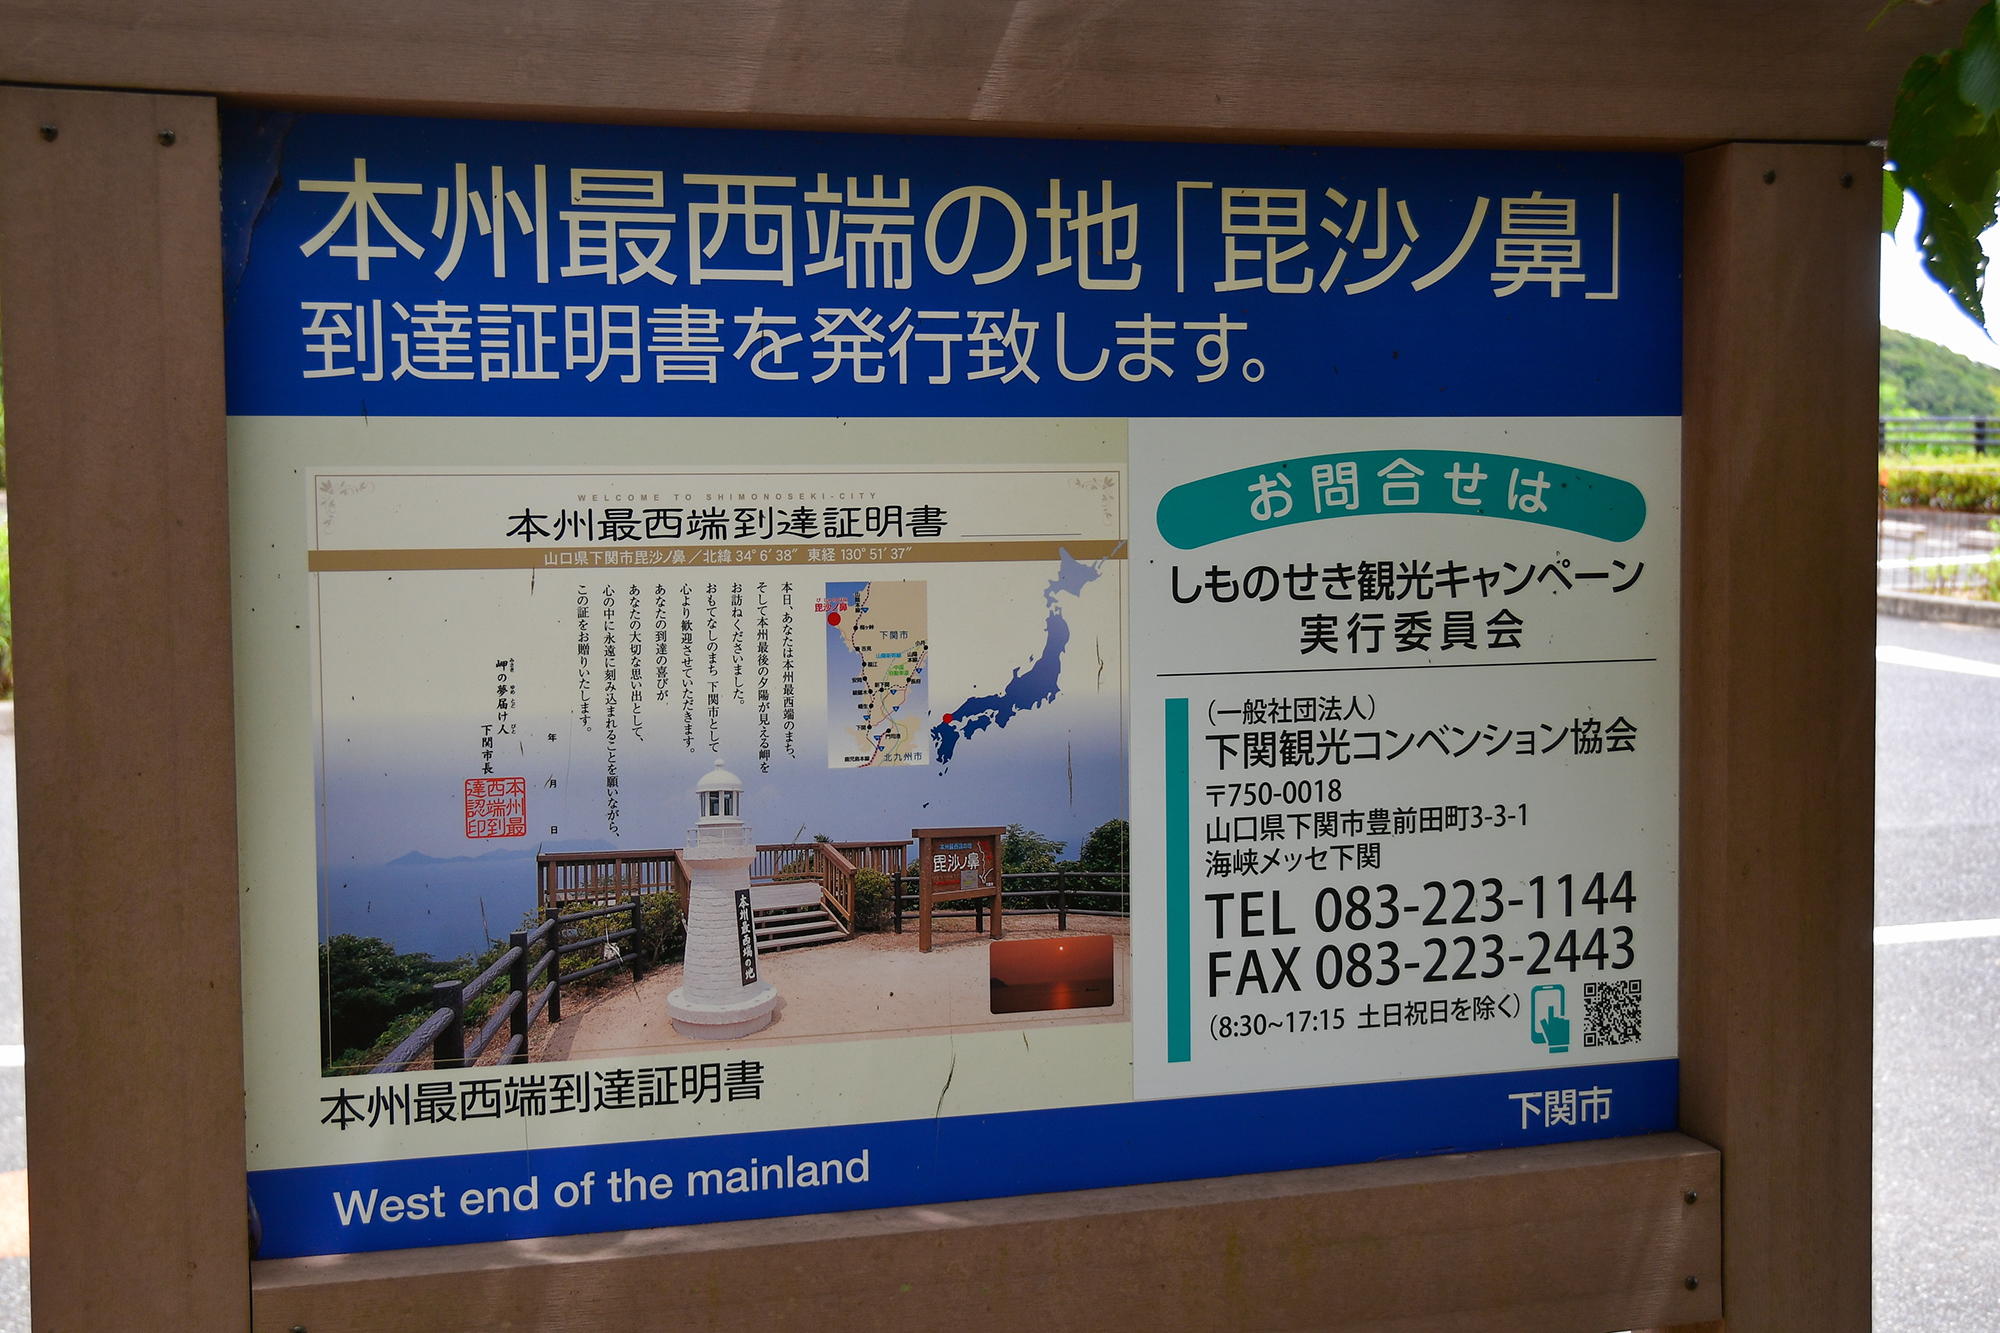 本州最西端の地「毘沙ノ鼻」
到達証明書を発行致します。
WELCOME TO SHIMONOSEKI-CITY
本州最西端到達証明書
山口県下関市毘沙ノ鼻／北緯34°6′38″ 東経130°51′37″
本日、あなたは本州最西端のまち、
そして本州最後の夕陽が見える岬を
お訪ねくださいました。
おもてなしのまち 下関市として
心より歓迎させていただきます。
あなたの到達の喜びが
あなたの大切な思い出として、
心の中に永遠に刻み込まれることを願いながら、
この証をお贈りいたします。
年 月 日
岬の夢届け人
下関市長
本州最西端到達認印
毘沙ノ鼻
下関市
北九州市
本州最西端の地
毘沙ノ鼻
本州最西端の地
本州最西端到達証明書
お問合せは
しものせき観光キャンペーン
実行委員会
（一般社団法人）
下関観光コンベンション協会
〒750-0018
山口県下関市豊前田町3-3-1
海峡メッセ下関
TEL 083-223-1144
FAX 083-223-2443
（8:30~17:15 土日祝日を除く）
下関市
West end of the mainland